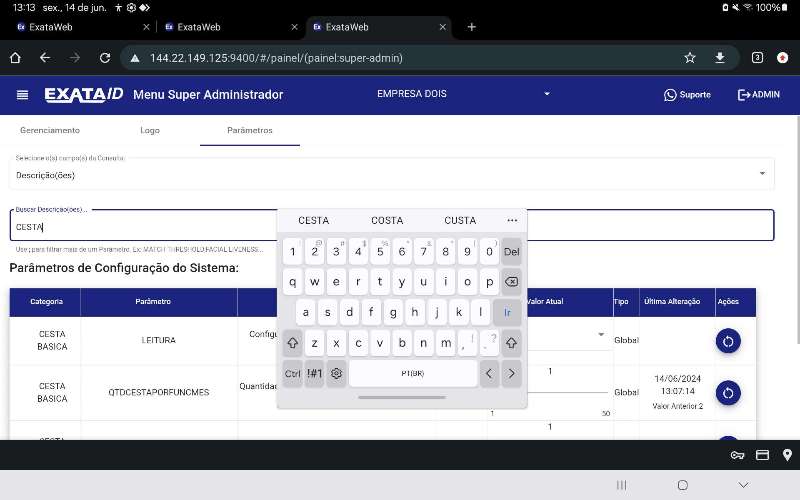 13:13 sex., 14 de jun.
100%
ExataWeb
ExataWeb
ExataWeb
144.22.149.125:9400/#/painel/(painel:super-admin)
3
EXATAID Menu Super Administrador
EMPRESA DOIS
Suporte
ADMIN
Gerenciamento
Logo
Parâmetros
Selecione o(s) campo(s) da Consulta:
Descrição(ões)
Buscar Descrição(ões)...
CESTA
Use ; para filtrar mais de um Parâmetro. Ex: MATCH THRESHOLD;FACIAL LIVENESS...
Parâmetros de Configuração do Sistema:
Categoria Parâmetro Valor Atual Tipo Última Alteração Ações
CESTA BASICA LEITURA Configu Global
CESTA BASICA QTDCESTAPORFUNCMES Quantidade 1 1 50 Global 14/06/2024 13:07:14 Valor Anterior:2
1
CESTA COSTA CUSTA ...
1 2 3 4 5 6 7 8 9 0 Del
q w e r t y u i o p
a s d f g h j k l Ir
z x c v b n m , ! . ?
Ctrl !#1 PT(BR) < >